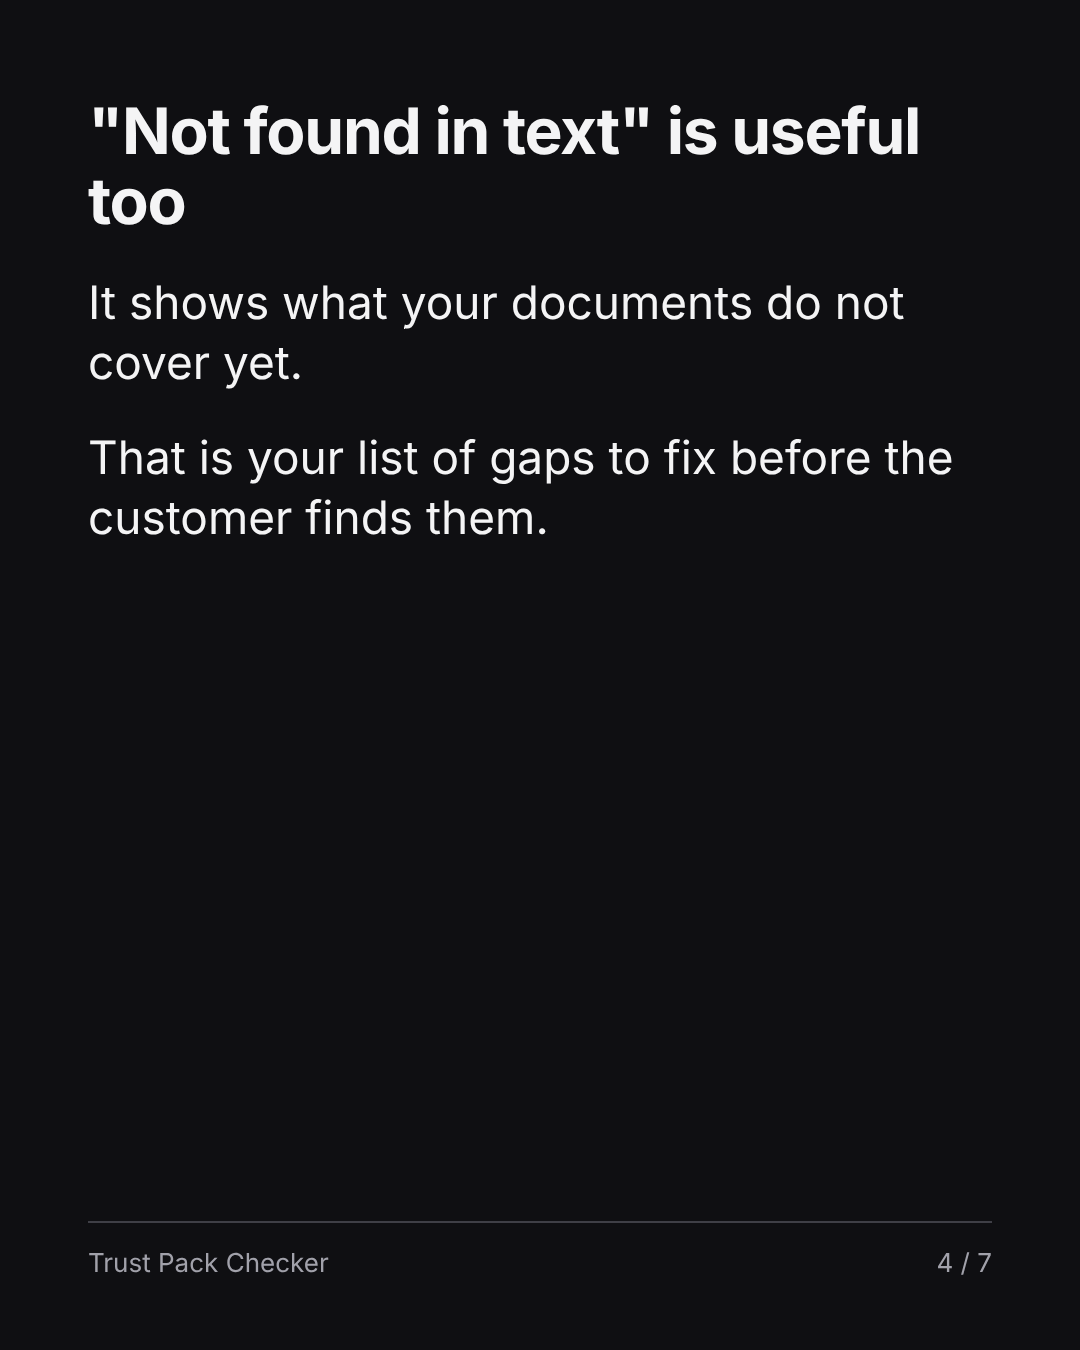 "Not found in text" is useful
too
It shows what your documents do not
cover yet.
That is your list of gaps to fix before the
customer finds them.
Trust Pack Checker
4 / 7